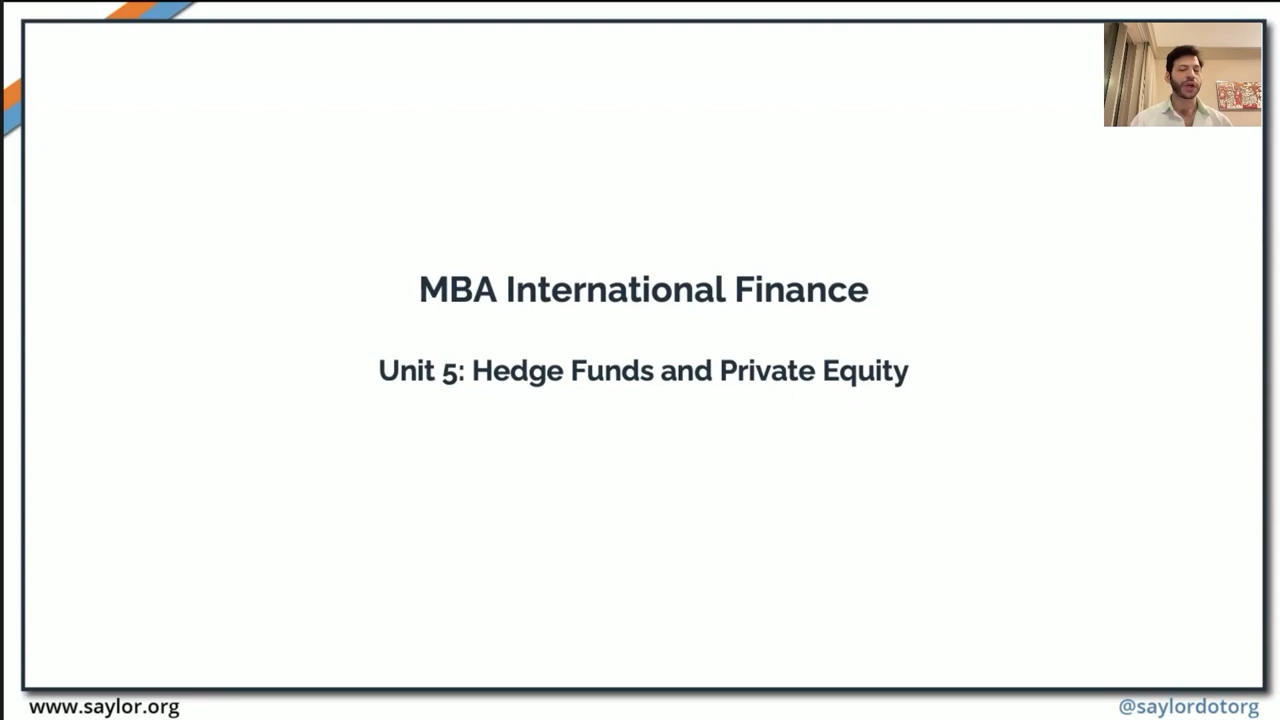 MBA International Finance
Unit 5: Hedge Funds and Private Equity
www.saylor.org
@saylordotorg